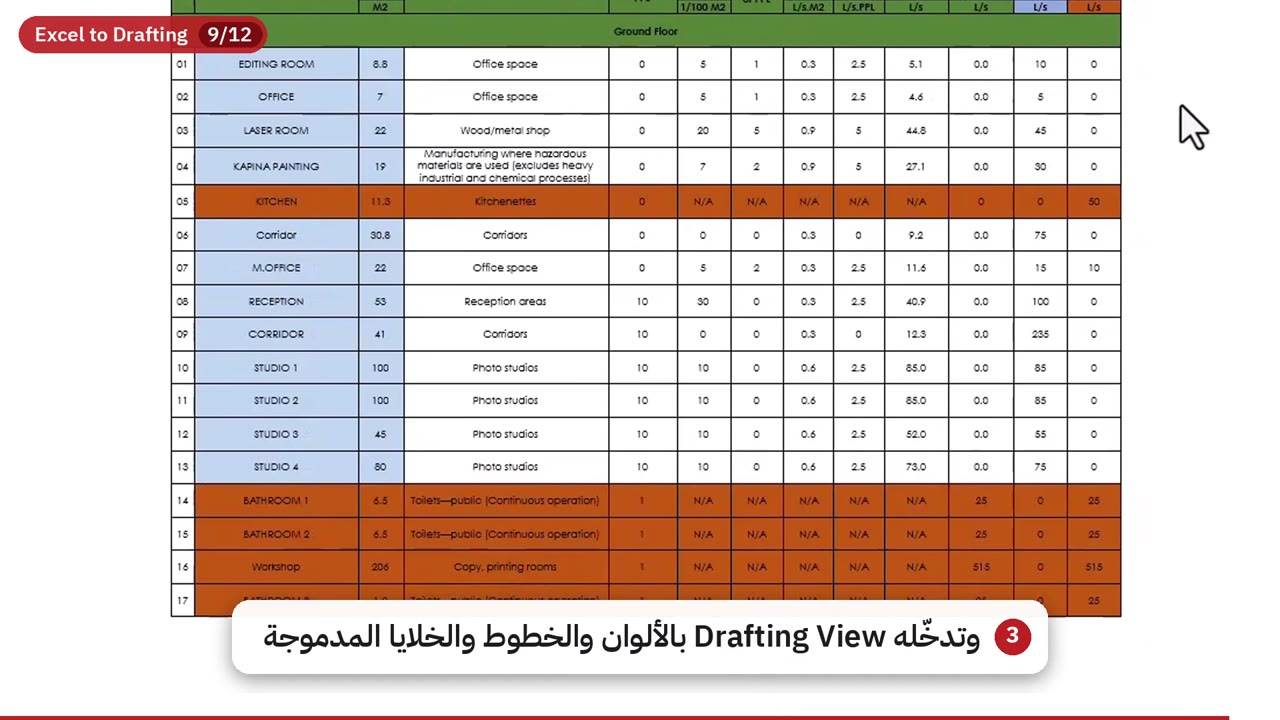 Excel to Drafting 9/12
M2 1/100 M2 L/s.M2 L/s.PPL L/s L/s L/s L/s
Ground Floor
01 EDITING ROOM 8.8 Office space 0 5 1 0.3 2.5 5.1 0.0 10 0
02 OFFICE 7 Office space 0 5 1 0.3 2.5 4.6 0.0 5 0
03 LASER ROOM 22 Wood/metal shop 0 20 5 0.9 5 44.8 0.0 45 0
04 KAPINA PAINTING 19 Manufacturing where hazardous
materials are used (excludes heavy
industrial and chemical processes) 0 7 2 0.9 5 27.1 0.0 30 0
05 KITCHEN 11.3 Kitchenettes 0 N/A N/A N/A N/A N/A 0 0 50
06 Corridor 30.8 Corridors 0 0 0 0.3 0 9.2 0.0 75 0
07 M.OFFICE 22 Office space 0 5 2 0.3 2.5 11.6 0.0 15 10
08 RECEPTION 53 Reception areas 10 30 0 0.3 2.5 40.9 0.0 100 0
09 CORRIDOR 41 Corridors 10 0 0 0.3 0 12.3 0.0 235 0
10 STUDIO 1 100 Photo studios 10 10 0 0.6 2.5 85.0 0.0 85 0
11 STUDIO 2 100 Photo studios 10 10 0 0.6 2.5 85.0 0.0 85 0
12 STUDIO 3 45 Photo studios 10 10 0 0.6 2.5 52.0 0.0 55 0
13 STUDIO 4 80 Photo studios 10 10 0 0.6 2.5 73.0 0.0 75 0
14 BATHROOM 1 6.5 Toilets—public (Continuous operation) 1 N/A N/A N/A N/A N/A 25 0 25
15 BATHROOM 2 6.5 Toilets—public (Continuous operation) 1 N/A N/A N/A N/A N/A 25 0 25
16 Workshop 206 Copy, printing rooms 1 N/A N/A N/A N/A N/A 515 0 515
17 25
3 وتدخّله Drafting View بالألوان والخطوط والخلايا المدموجة